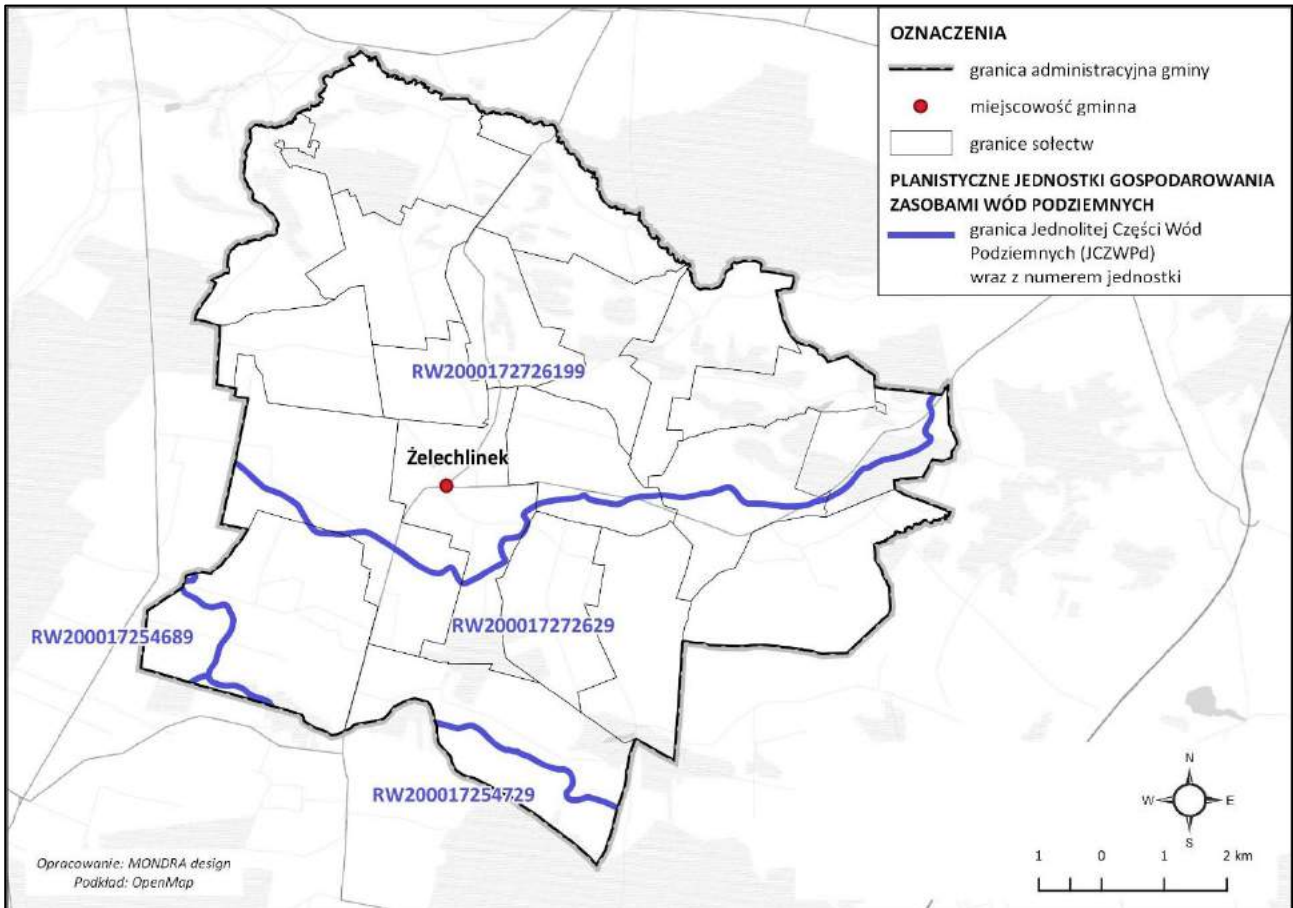 OZNACZENIA
granica administracyjna gminy
miejscowość gminna
granice sołectw
PLANISTYCZNE JEDNOSTKI GOSPODAROWANIA
ZASOBAMI WÓD PODZIEMNYCH
granica Jednolitej Części Wód
Podziemnych (JCZWPd)
wraz z numerem jednostki
RW2000172726199
Żelechlinek
RW200017254689
RW200017272629
RW200017254729
N
W E
S
1 0 1 2 km
Opracowanie: MONDRA design
Podkład: OpenMap